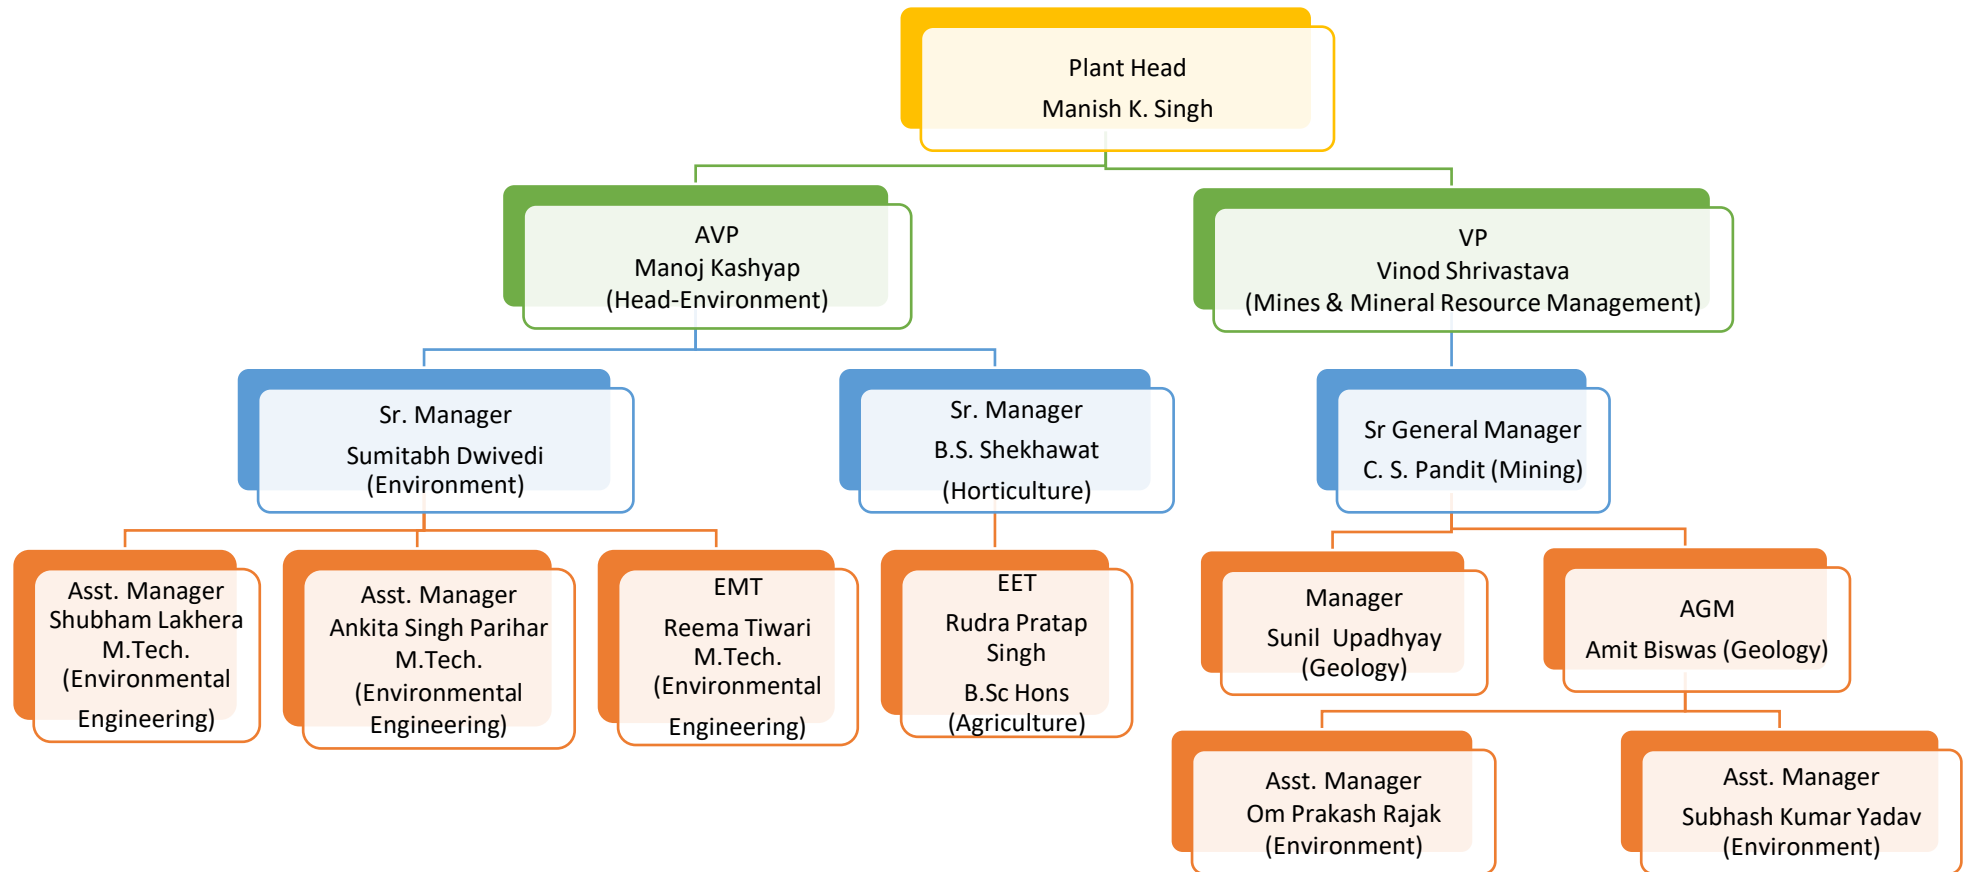 Plant Head
Manish K. Singh
AVP
Manoj Kashyap
(Head-Environment)
VP
Vinod Shrivastava
(Mines & Mineral Resource Management)
Sr. Manager
Sumitabh Dwivedi
(Environment)
Sr. Manager
B.S. Shekhawat
(Horticulture)
Sr General Manager
C. S. Pandit (Mining)
Asst. Manager
Shubham Lakhera
M.Tech.
(Environmental
Engineering)
Asst. Manager
Ankita Singh Parihar
M.Tech.
(Environmental
Engineering)
EMT
Reema Tiwari
M.Tech.
(Environmental
Engineering)
EET
Rudra Pratap
Singh
B.Sc Hons
(Agriculture)
Manager
Sunil  Upadhyay
(Geology)
AGM
Amit Biswas (Geology)
Asst. Manager
Om Prakash Rajak
(Environment)
Asst. Manager
Subhash Kumar Yadav
(Environment)